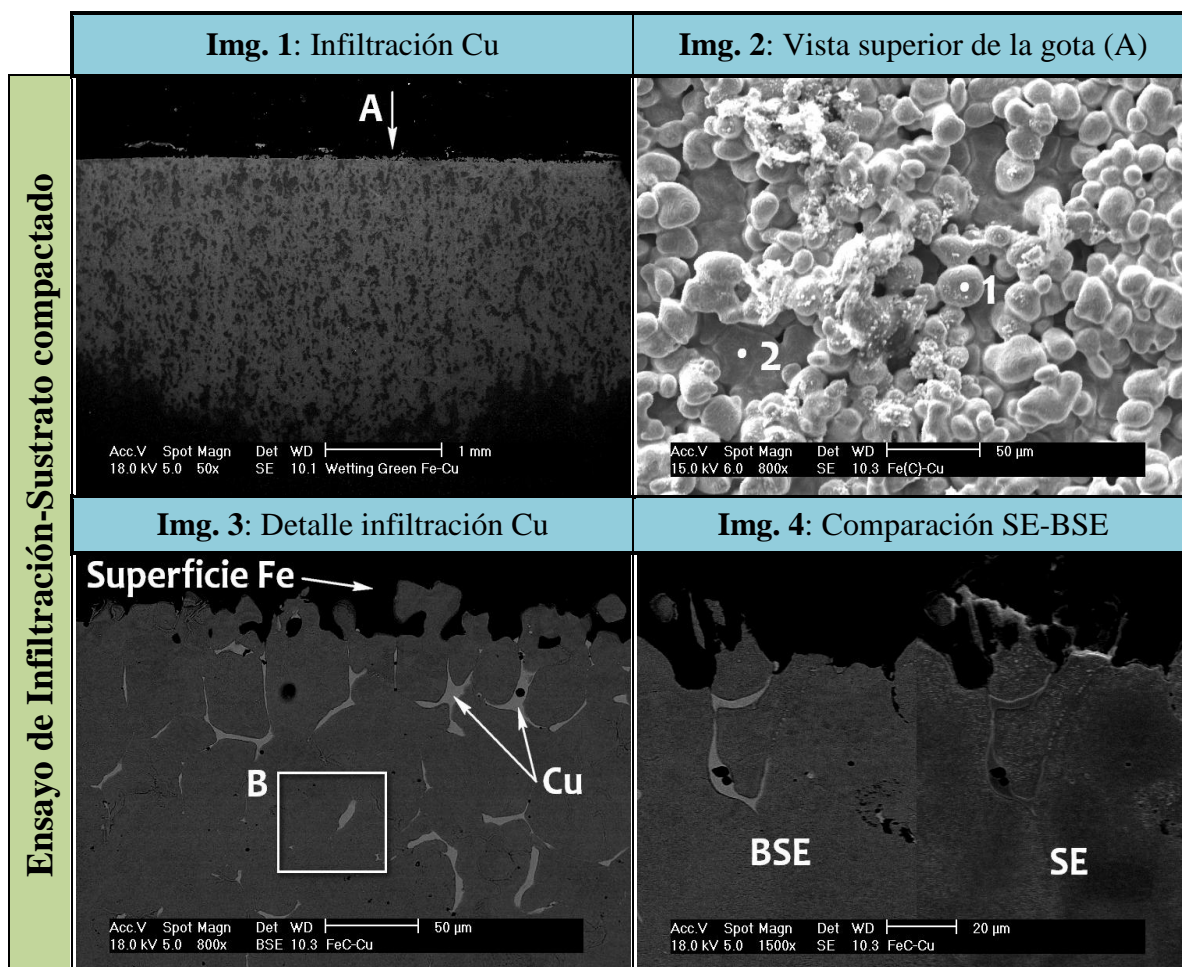 Ensayo de Infiltración-Sustrato compactado
Img. 1: Infiltración Cu
Img. 2: Vista superior de la gota (A)
A
Acc.V Spot Magn Det WD 1 mm
18.0 kV 5.0 50x SE 10.1 Wetting Green Fe-Cu
1
2
Acc.V Spot Magn Det WD 50 µm
15.0 kV 6.0 800x SE 10.3 Fe(C)-Cu
Img. 3: Detalle infiltración Cu
Img. 4: Comparación SE-BSE
Superficie Fe
B
Cu
Acc.V Spot Magn Det WD 50 µm
18.0 kV 5.0 800x BSE 10.3 FeC-Cu
BSE
SE
Acc.V Spot Magn Det WD 20 µm
18.0 kV 5.0 1500x SE 10.3 FeC-Cu